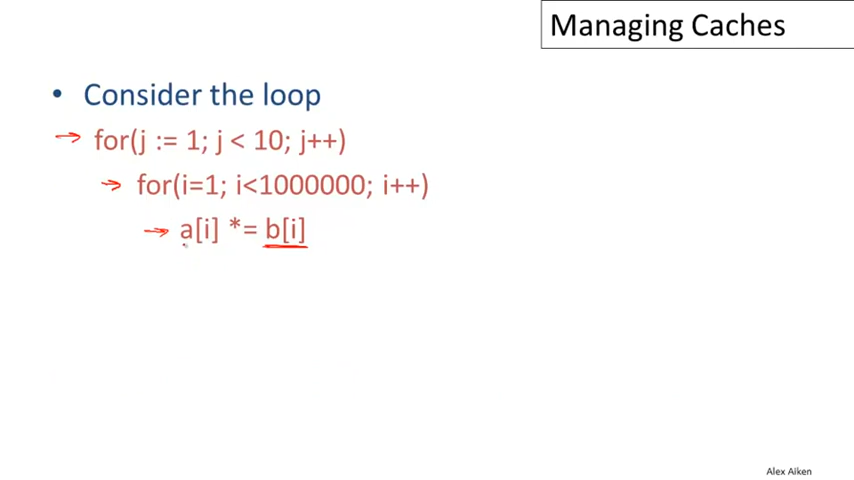 Managing Caches
• Consider the loop
for(j := 1; j < 10; j++)
for(i=1; i<1000000; i++)
a[i] *= b[i]
Alex Aiken